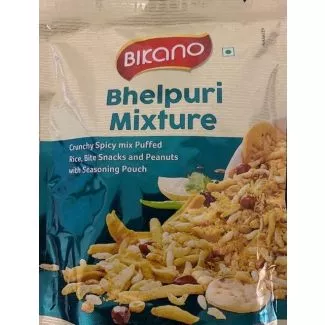 BIKANO
Bhelpuri
Mixture
Crunchy Spicy mix Puffed
Rice, Bite Snacks and Peanuts
with Seasoning Pouch